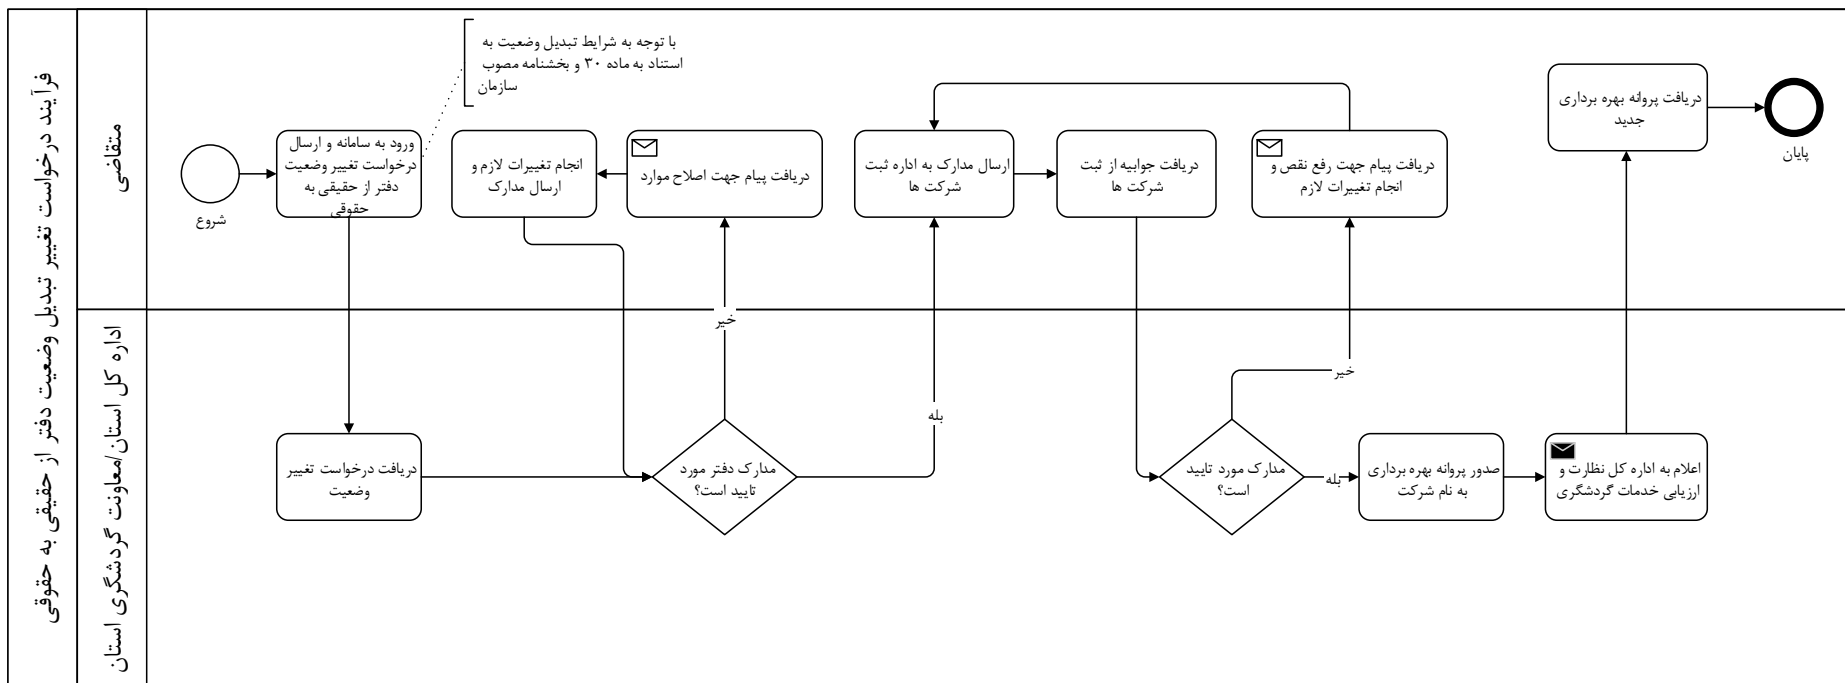 فرآیند درخواست تغییر تبدیل وضعیت دفتر از حقیقی به حقوقی
متقاضی
شروع
ورود به سامانه و ارسال
درخواست تغییر وضعیت
دفتر از حقیقی به
حقوقی
با توجه به شرایط تبدیل وضعیت به
استناد به ماده ۳۰ و بخشنامه مصوب
سازمان
انجام تغییرات لازم و
ارسال مدارک
دریافت پیام جهت اصلاح موارد
ارسال مدارک به اداره ثبت
شرکت ها
دریافت جوابیه از ثبت
شرکت ها
دریافت پیام جهت رفع نقص و
انجام تغییرات لازم
دریافت پروانه بهره برداری
جدید
پایان
اداره کل استان/معاونت گردشگری استان
دریافت درخواست تغییر
وضعیت
مدارک دفتر مورد
تایید است؟
خیر
بله
مدارک مورد تایید
است؟
خیر
بله
صدور پروانه بهره برداری
به نام شرکت
اعلام به اداره کل نظارت و
ارزیابی خدمات گردشگری